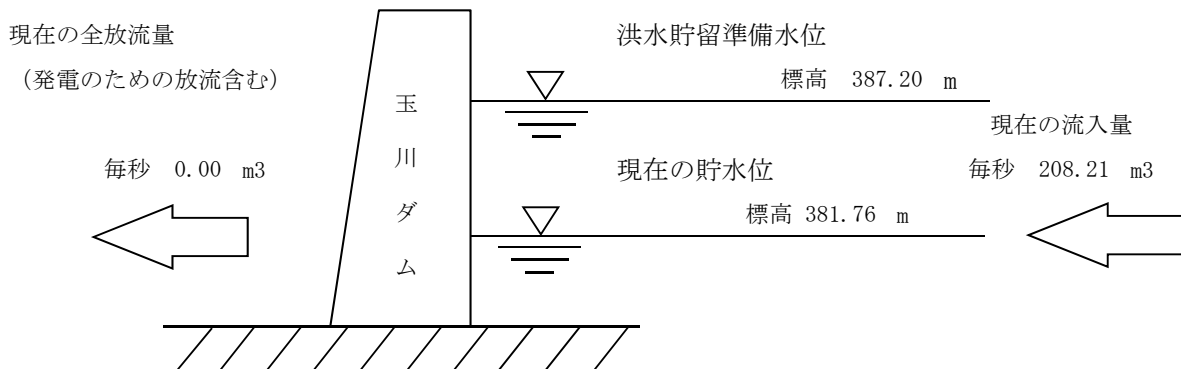 現在の全放流量
（発電のための放流含む）
毎秒 0.00 m3
玉川ダム
洪水貯留準備水位
標高 387.20 m
現在の貯水位
標高 381.76 m
現在の流入量
毎秒 208.21 m3